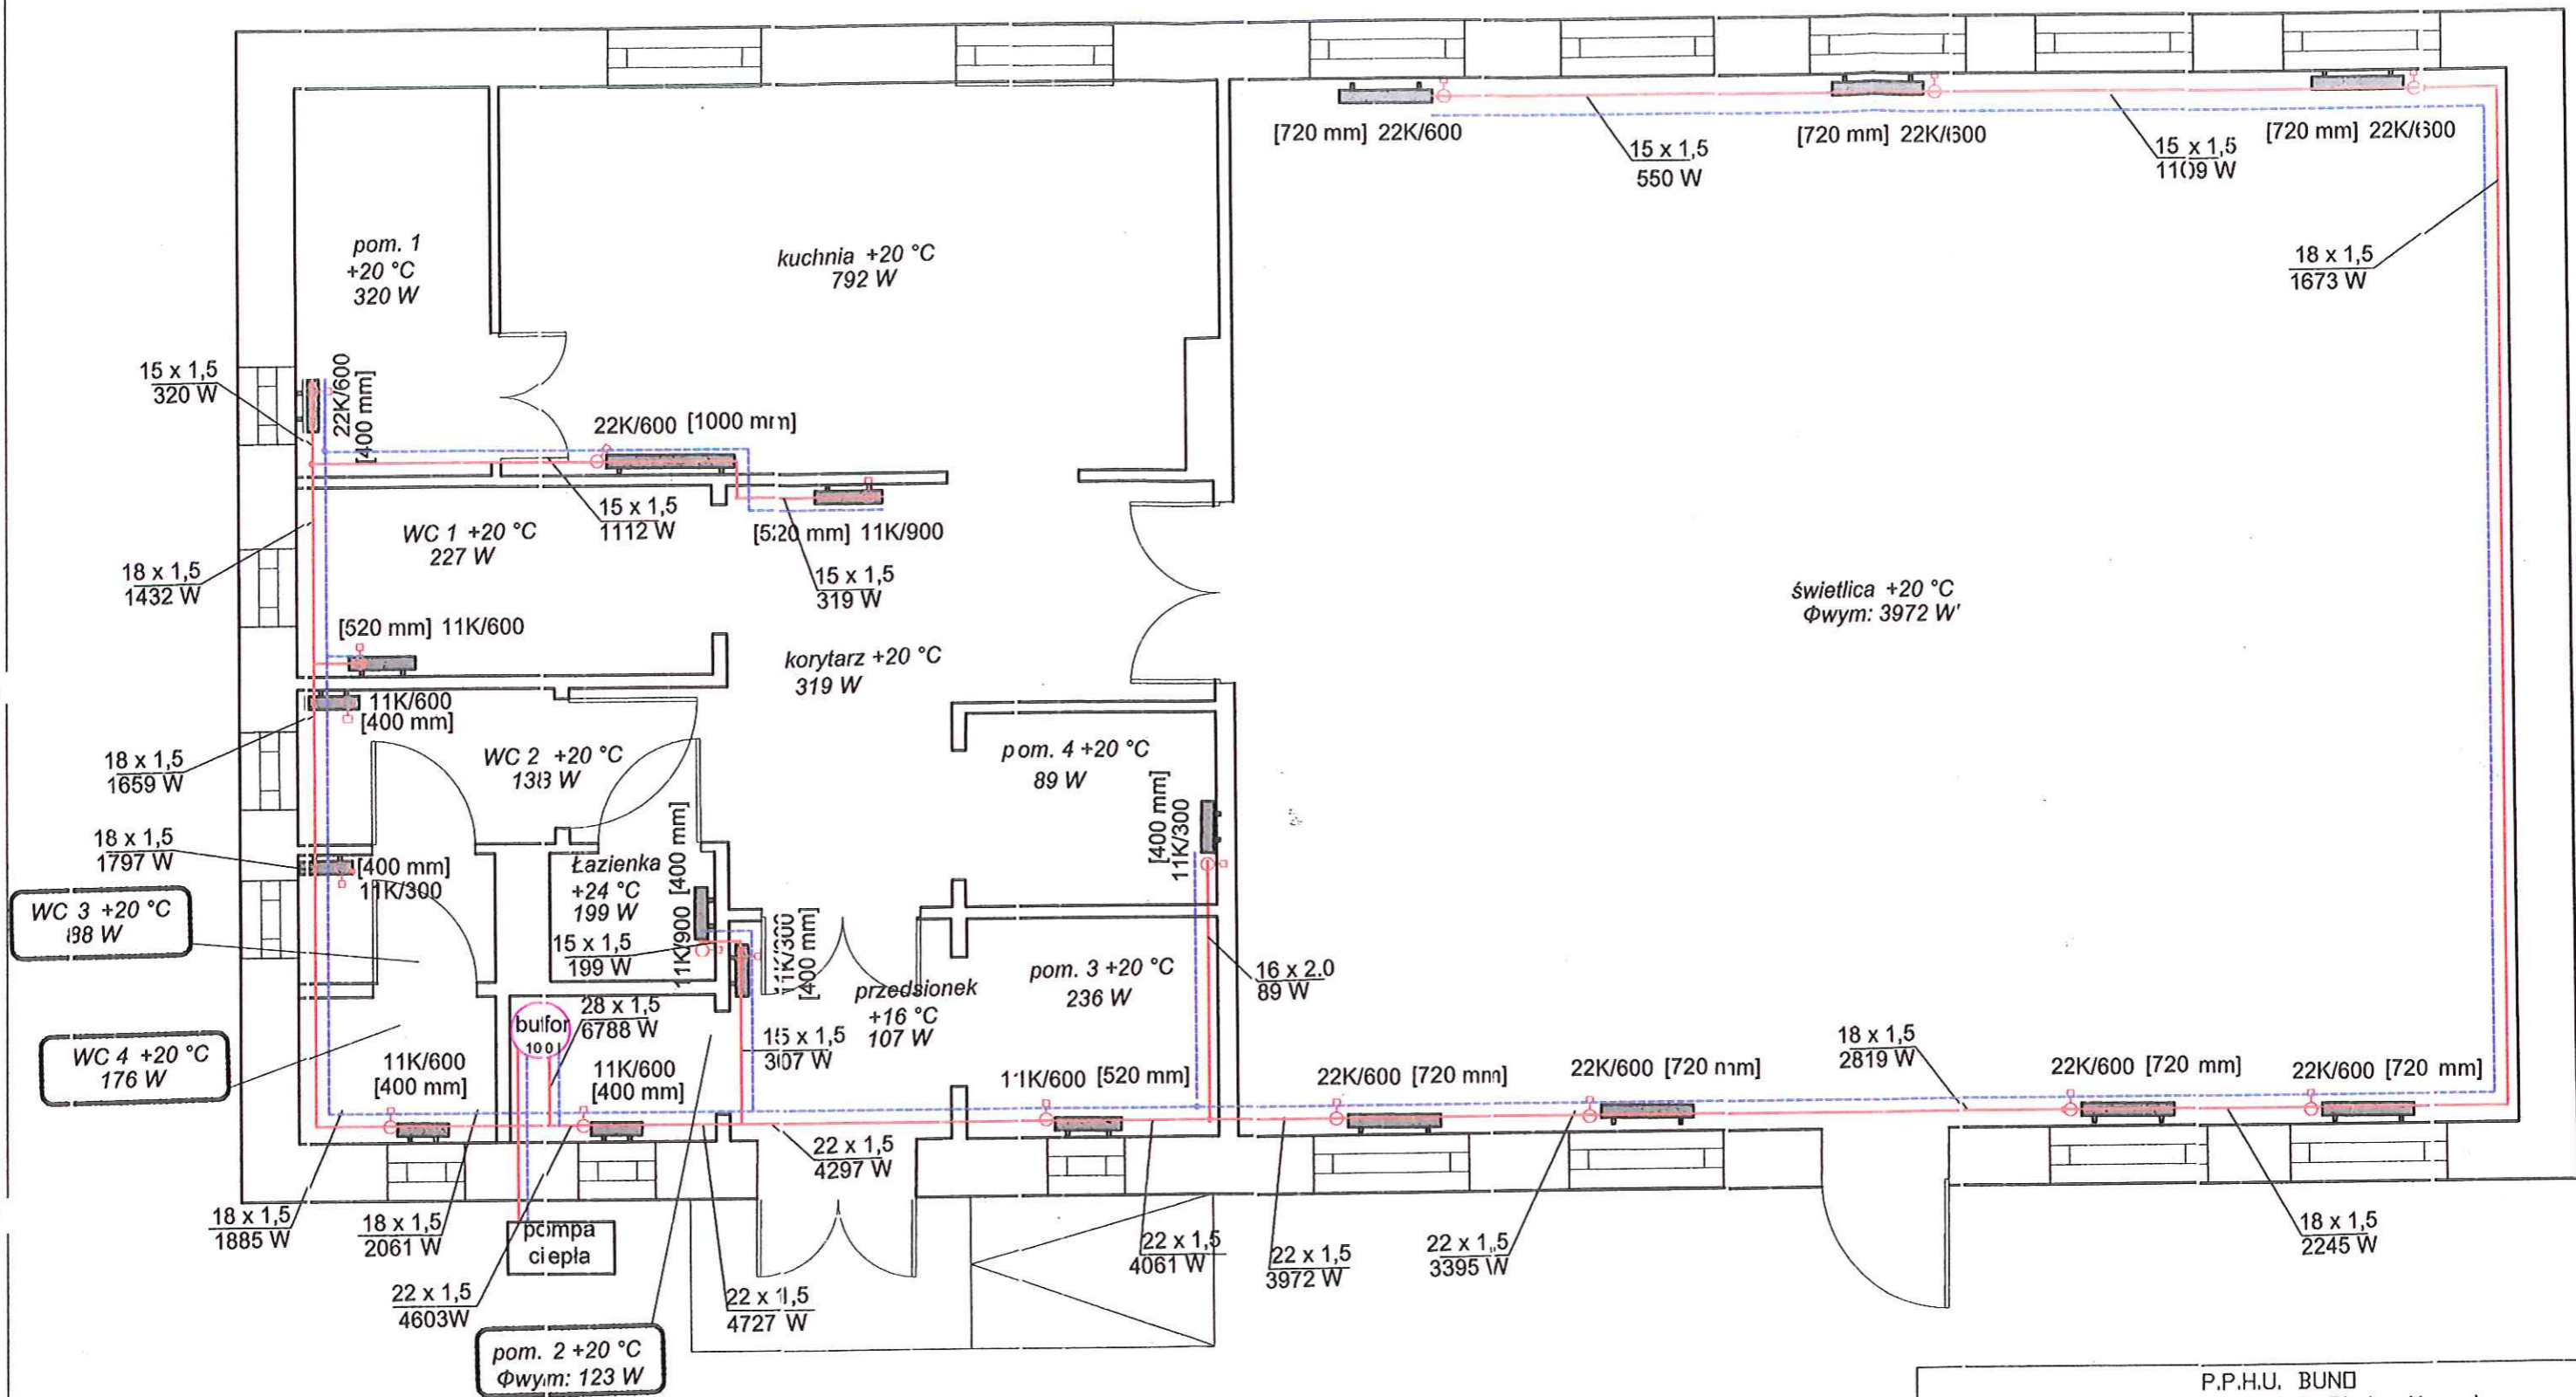 [720 mm] 22K/600
15 x 1,5
550 W
[720 mm] 22K/600
15 x 1,5
1109 W
[720 mm] 22K/600
18 x 1,5
1673 W
pom. 1
+20 °C
320 W
kuchnia +20 °C
792 W
15 x 1,5
320 W
22K/600
[400 mm]
22K/600 [1000 mm]
15 x 1,5
1112 W
[520 mm] 11K/900
15 x 1,5
319 W
WC 1 +20 °C
227 W
18 x 1,5
1432 W
[520 mm] 11K/600
korytarz +20 °C
319 W
świetlica +20 °C
Φwym: 3972 W
11K/600
[400 mm]
WC 2 +20 °C
138 W
18 x 1,5
1659 W
pom. 4 +20 °C
89 W
[400 mm]
11K/300
18 x 1,5
1797 W
[400 mm]
11K/300
WC 3 +20 °C
88 W
Łazienka
+24 °C
199 W
11K/900 [400 mm]
15 x 1,5
199 W
11K/300
[400 mm]
przedsionek
+16 °C
107 W
pom. 3 +20 °C
236 W
16 x 2.0
89 W
WC 4 +20 °C
176 W
bufor
100 l
28 x 1,5
6788 W
15 x 1,5
307 W
11K/600
[400 mm]
11K/600
[400 mm]
11K/600 [520 mm]
22K/600 [720 mm]
22K/600 [720 mm]
18 x 1,5
2819 W
22K/600 [720 mm]
22K/600 [720 mm]
22 x 1,5
4297 W
18 x 1,5
1885 W
18 x 1,5
2061 W
pompa
ciepła
22 x 1,5
4603W
22 x 1,5
4727 W
22 x 1,5
4061 W
22 x 1,5
3972 W
22 x 1,5
3395 W
18 x 1,5
2245 W
pom. 2 +20 °C
Φwym: 123 W
P.P.H.U. BUNO